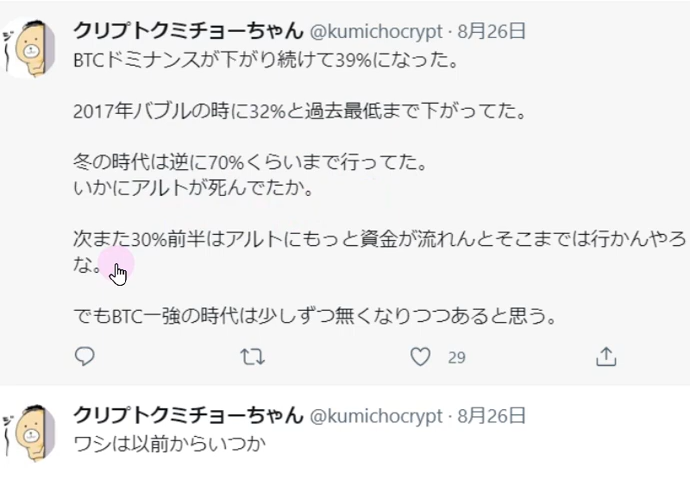 クリプトクミチョーちゃん @kumichocrypt · 8月26日
BTCドミナンスが下がり続けて39%になった。
2017年バブルの時に32%と過去最低まで下がってた。
冬の時代は逆に70%くらいまで行ってた。
いかにアルトが死んでたか。
次また30%前半はアルトにもっと資金が流れんとそこまでは行かんやろ
な。
でもBTC一強の時代は少しずつ無くなりつつあると思う。
29
クリプトクミチョーちゃん @kumichocrypt · 8月26日
ワシは以前からいつか